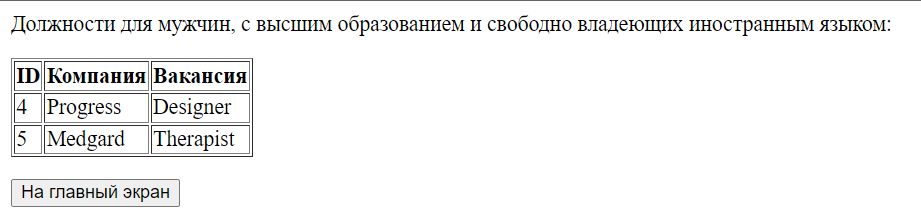 Должности для мужчин, с высшим образованием и свободно владеющих иностранным языком:
ID Компания Вакансия
4 Progress Designer
5 Medgard Therapist
На главный экран